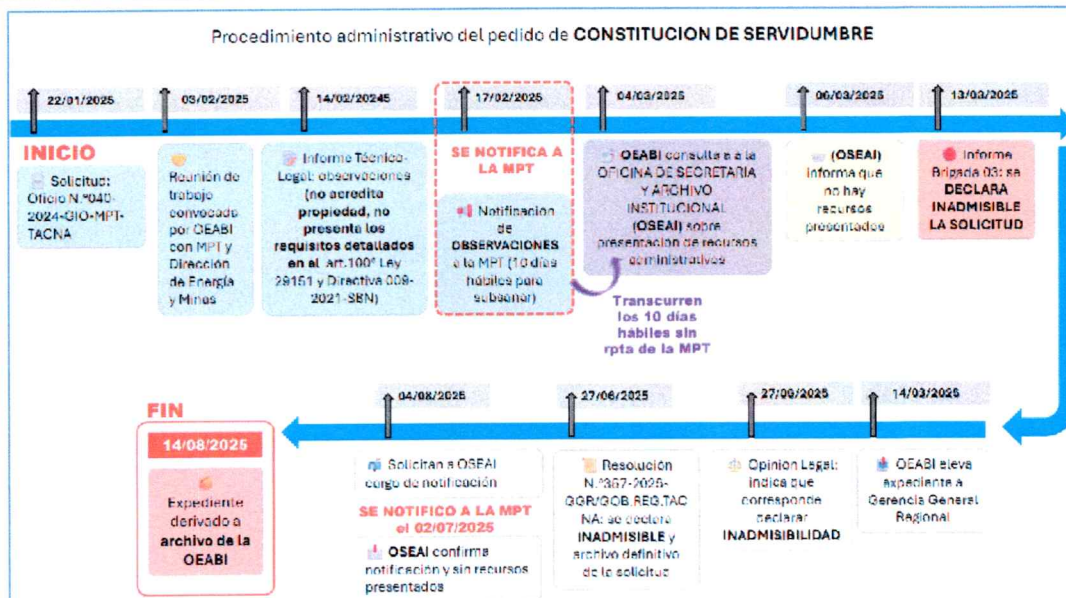 Procedimiento administrativo del pedido de CONSTITUCION DE SERVIDUMBRE
22/01/2025
03/02/2025
14/02/20245
17/02/2025
04/03/2025
06/03/2025
13/03/2025
INICIO
Solicitud:
Oficio N.°040-
2024-GIO-MPT-
TACNA
Reunión de
trabajo
convocada
por OEABI
con MPT y
Dirección
de Energía
y Minas
Informe Técnico-
Legal: observaciones
(no acredita
propiedad, no
presenta los
requisitos detallados
en el art.100° Ley
29151 y Directiva 009-
2021-SBN)
SE NOTIFICA A
LA MPT
Notificación
de
OBSERVACIONES
a la MPT (10 días
hábiles para
subsanar)
OEABI consulta a a la
OFICINA DE SECRETARIA
Y ARCHIVO
INSTITUCIONAL
(OSEAI) sobre
presentación de recursos
administrativos
Transcurren
los 10 días
hábiles sin
rpta de la MPT
(OSEAI)
informa que
no hay
recursos
presentados
Informe
Brigada 03: se
DECLARA
INADMISIBLE
LA SOLICITUD
FIN
14/08/2025
Expediente
derivado a
archivo de la
OEABI
04/08/2025
Solicitan a OSEAI
cargo de notificación
SE NOTIFICO A LA MPT
el 02/07/2025
OSEAI confirma
notificación y sin recursos
presentados
27/06/2025
Resolución
N.°367-2025-
GGR/GOB.REG.TAC
NA: se declara
INADMISIBLE y
archivo definitivo
de la solicitud
27/06/2025
Opinion Legal:
indica que
corresponde
declarar
INADMISIBILIDAD
14/03/2025
OEABI eleva
expediente a
Gerencia General
Regional